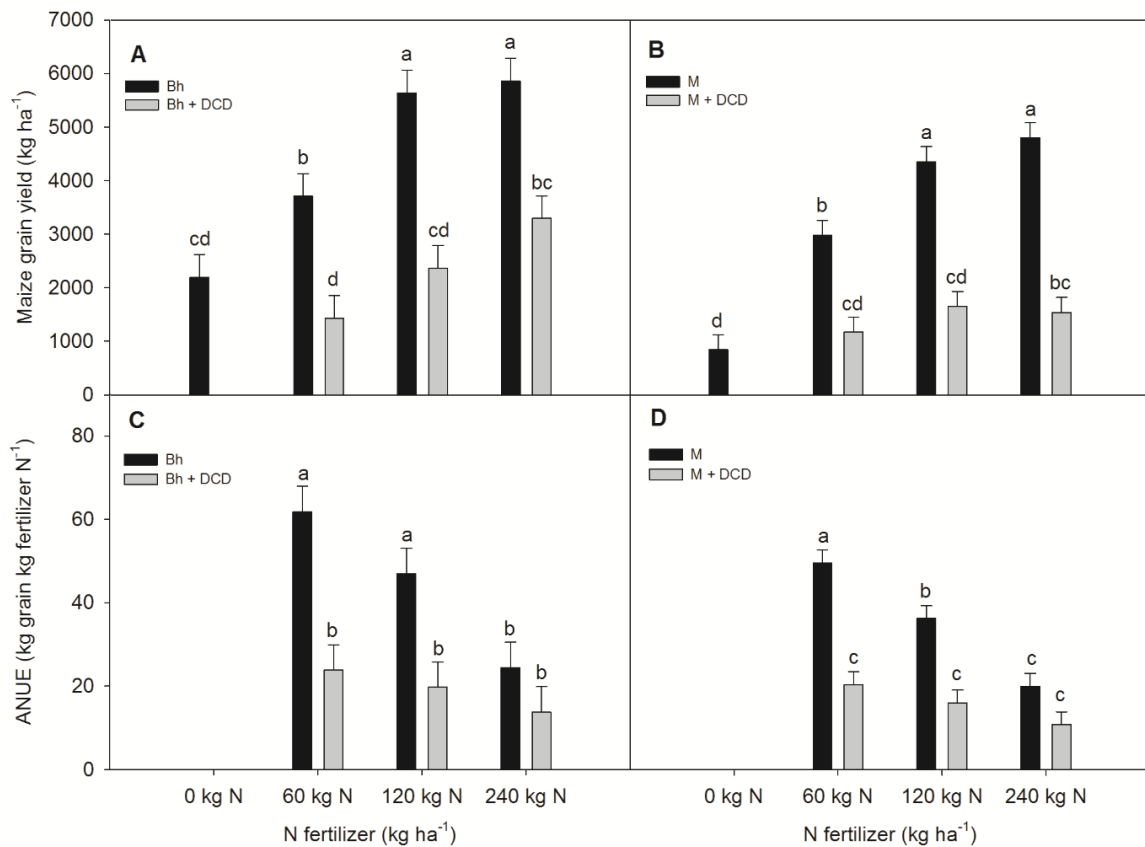 Maize grain yield (kg ha⁻¹)
7000
6000
5000
4000
3000
2000
1000
0
A
Bh
Bh + DCD
cd
b
d
a
cd
a
bc
B
M
M + DCD
d
b
cd
a
cd
a
bc
ANUE (kg grain kg fertilizer N⁻¹)
80
60
40
20
0
C
Bh
Bh + DCD
a
b
a
b
b
b
D
M
M + DCD
a
c
b
c
c
c
0 kg N 60 kg N 120 kg N 240 kg N
N fertilizer (kg ha⁻¹)
0 kg N 60 kg N 120 kg N 240 kg N
N fertilizer (kg ha⁻¹)